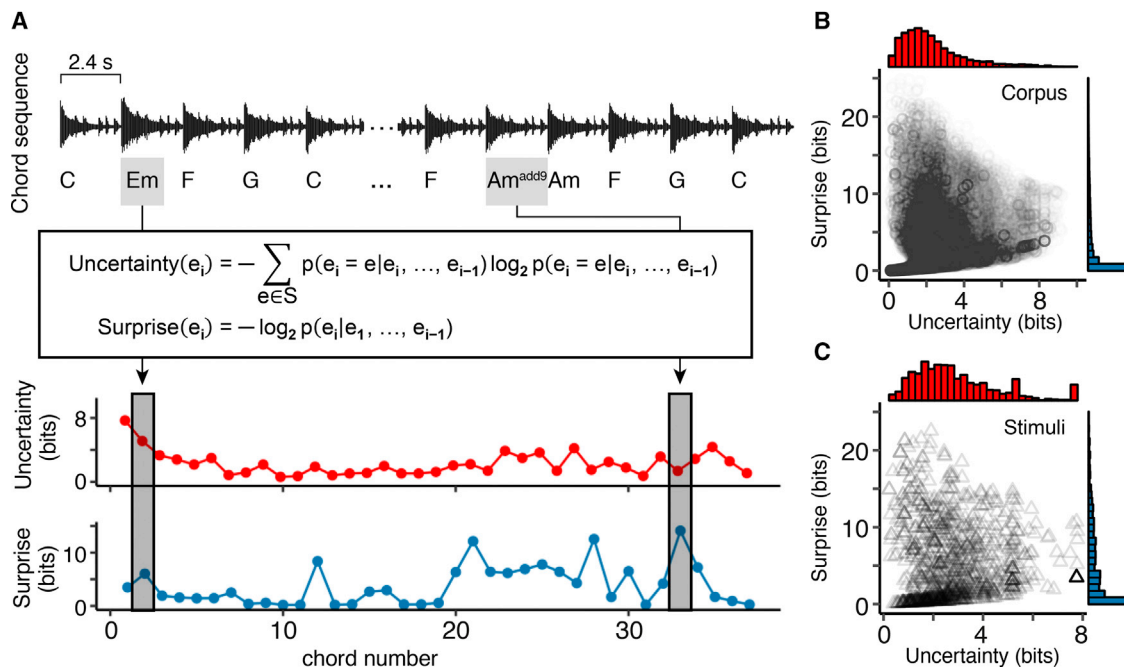 A
Chord sequence
2.4 s
...
C Em F G C ... F Am^add9 Am F G C
Uncertainty(e_i) = − ∑_{e∈S} p(e_i = e|e_i, ..., e_{i−1}) log_2 p(e_i = e|e_i, ..., e_{i−1})
Surprise(e_i) = − log_2 p(e_i|e_1, ..., e_{i−1})
Uncertainty
(bits)
8
0
Surprise
(bits)
10
0
0 10 20 30
chord number
B
Corpus
Surprise (bits)
20
10
0
0 4 8
Uncertainty (bits)
C
Stimuli
Surprise (bits)
20
10
0
0 4 8
Uncertainty (bits)